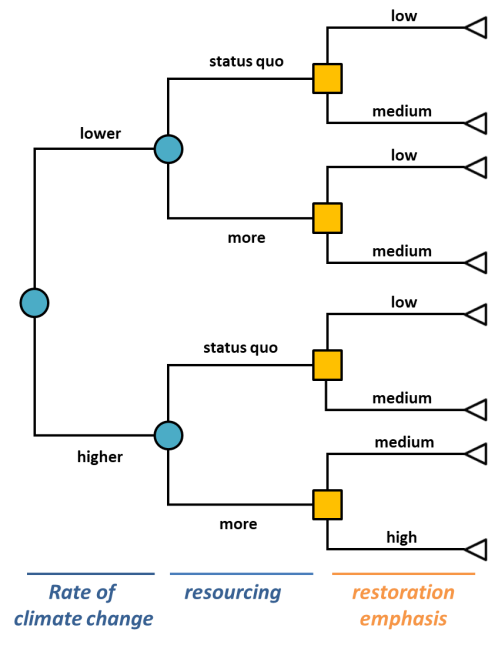 low
status quo
medium
lower
low
more
medium
low
status quo
medium
medium
higher
more
high
Rate of
climate change
resourcing
restoration
emphasis